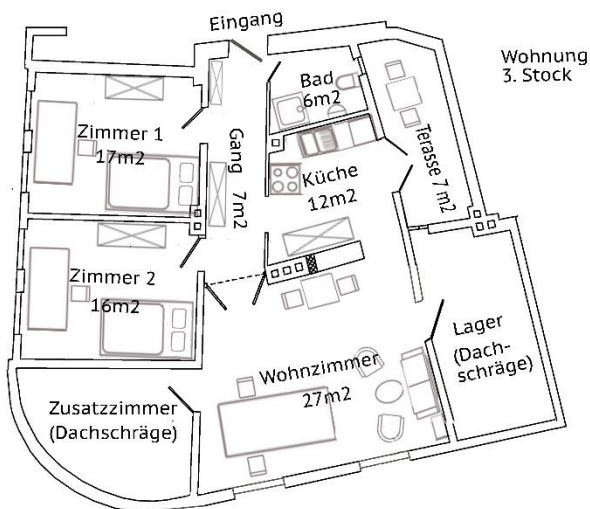 Eingang
Wohnung
3. Stock
Bad
6m2
Zimmer 1
17m2
Gang 7m2
Terasse 7 m2
Küche
12m2
Zimmer 2
16m2
Lager
(Dach-
schräge)
Wohnzimmer
27m2
Zusatzzimmer
(Dachschräge)